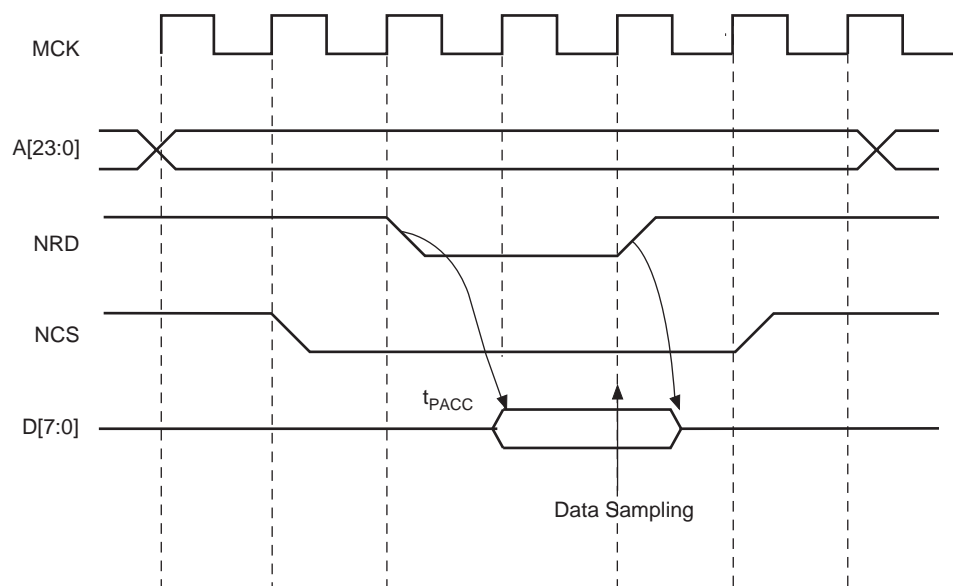 MCK
A[23:0]
NRD
NCS
tPACC
D[7:0]
Data Sampling